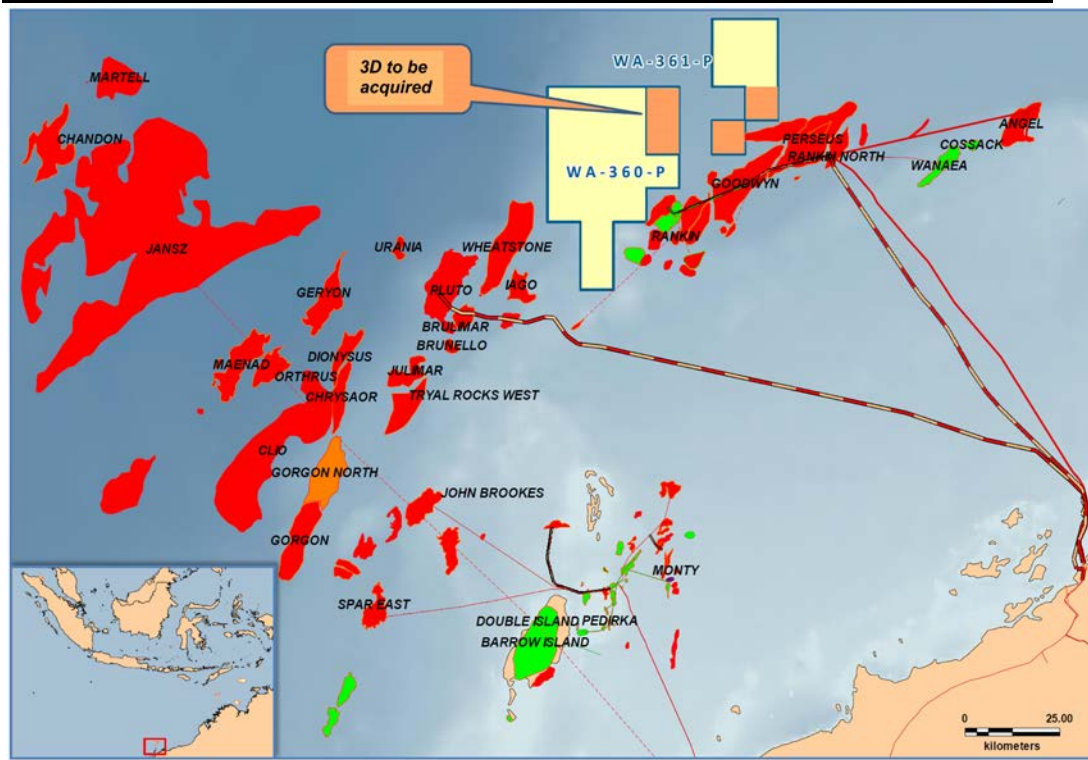 WA-361-P
3D to be
acquired
MARTELL
CHANDON
ANGEL
PERSEUS
COSSACK
RANKIN NORTH
WANAEA
WA-360-P
GOODWYN
RANKIN
URANIA
WHEATSTONE
JANSZ
IAGO
GERYON
PLUTO
BRULIMAR
BRUNELLO
DIONYSUS
MAENAD
JULIMAR
ORTHRUS
CHRYSAOR
TRYAL ROCKS WEST
CLIO
GORGON NORTH
JOHN BROOKES
GORGON
MONTY
SPAR EAST
DOUBLE ISLAND
PEDIRKA
BARROW ISLAND
0
25.00
kilometers